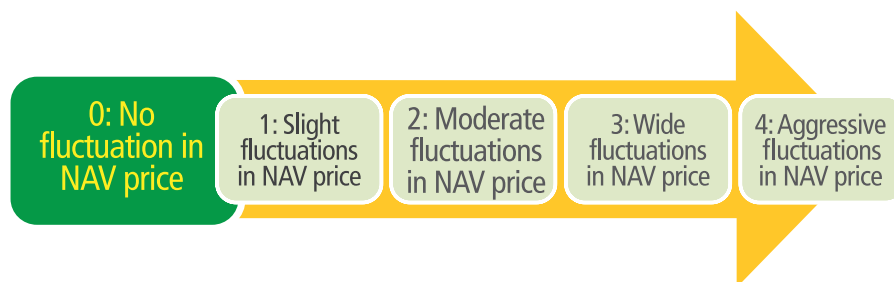 0: No
fluctuation in
NAV price
1: Slight
fluctuations
in NAV price
2: Moderate
fluctuations
in NAV price
3: Wide
fluctuations
in NAV price
4: Aggressive
fluctuations
in NAV price